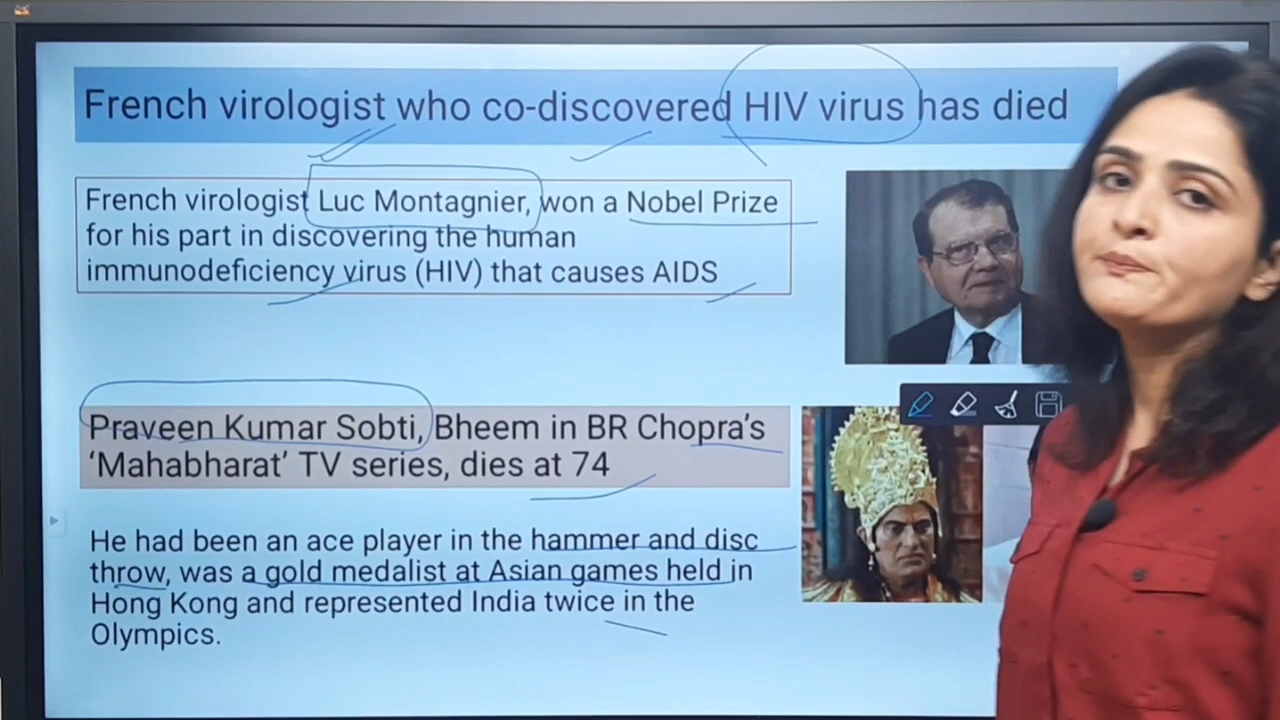 French virologist who co-discovered HIV virus has died
French virologist Luc Montagnier, won a Nobel Prize
for his part in discovering the human
immunodeficiency virus (HIV) that causes AIDS
Praveen Kumar Sobti, Bheem in BR Chopra's
'Mahabharat' TV series, dies at 74
He had been an ace player in the hammer and disc
throw, was a gold medalist at Asian games held in
Hong Kong and represented India twice in the
Olympics.